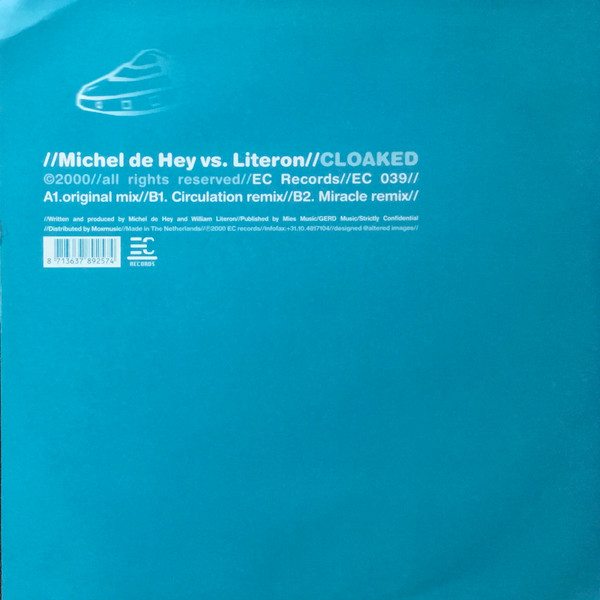 //Michel de Hey vs. Literon//CLOAKED
©2000//all rights reserved//EC Records//EC 039//
A1.original mix//B1. Circulation remix//B2. Miracle remix//
//Written and produced by Michel de Hey and William Literon//Published by Mies Music/GERD Music/Strictly Confidential
//Distributed by Moxmusic//Made in The Netherlands//℗2000 EC records//infofax:+31.10.4817104//designed @altered images//
8 713637 892574
EC
RECORDS